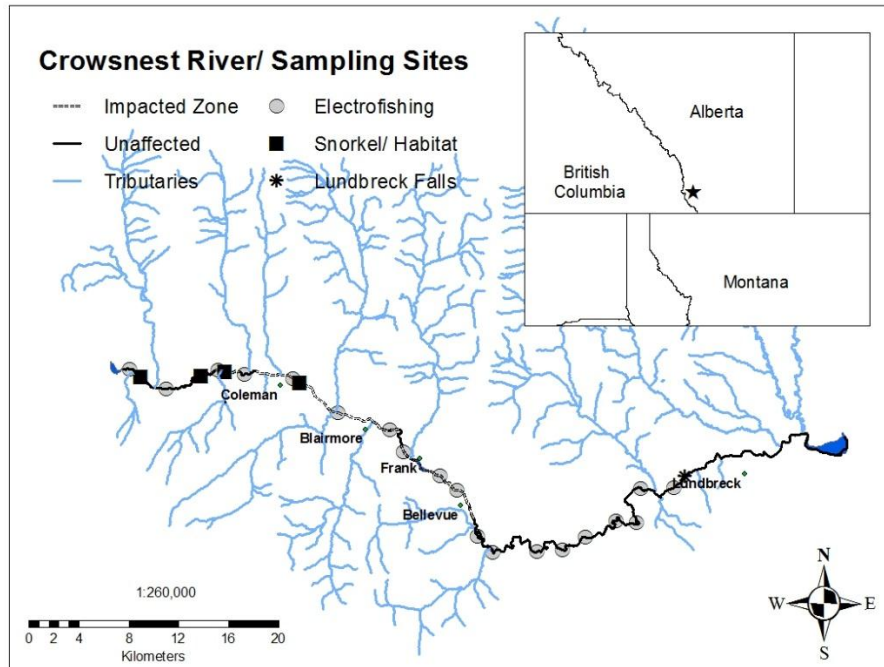 Crowsnest River/ Sampling Sites
Impacted Zone
Electrofishing
Unaffected
Snorkel/ Habitat
Tributaries
Lundbreck Falls
Alberta
British
Columbia
Montana
Coleman
Blairmore
Frank
Lundbreck
Bellevue
1:260,000
0 2 4 8 12 16 20
Kilometers
N
W E
S